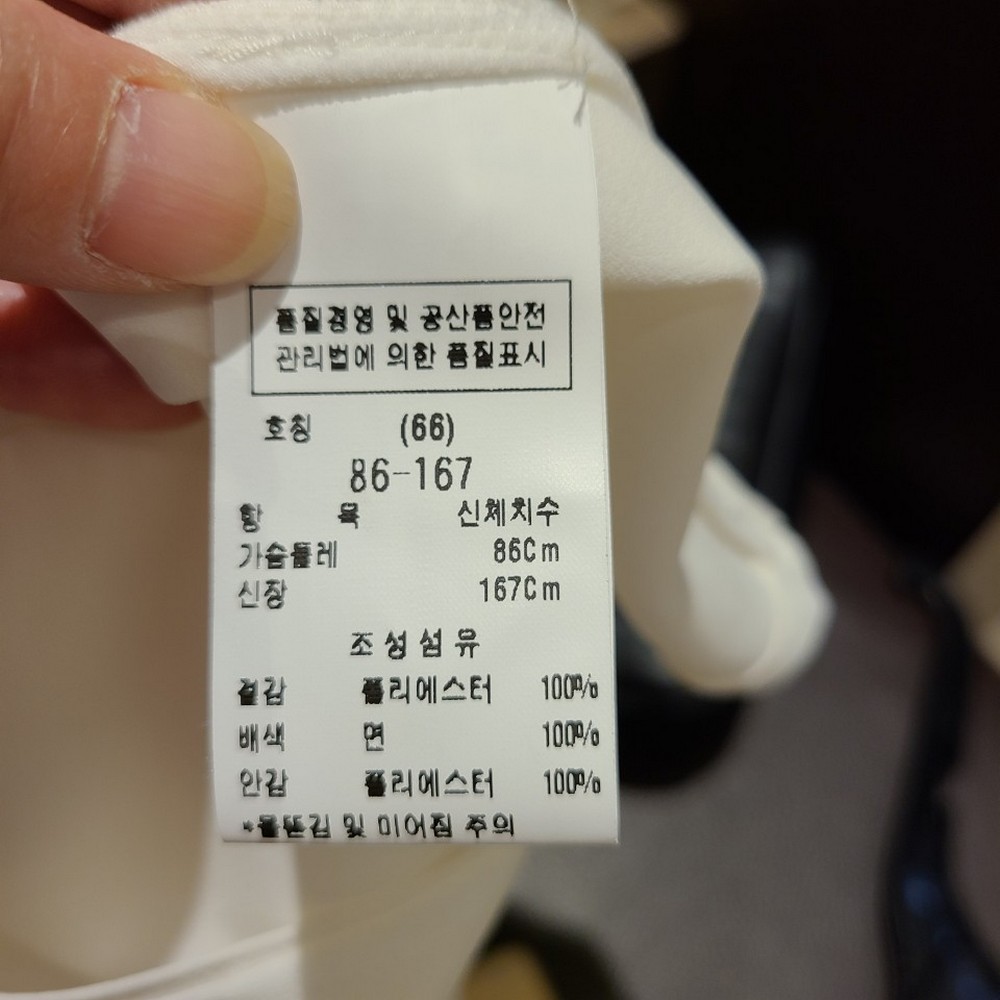 품질경영 및 공산품안전
관리법에 의한 품질표시
호칭 (66)
86-167
항 목 신체치수
가슴둘레 86Cm
신장 167Cm
조성섬유
겉감 폴리에스터 100%
배색 면 100%
안감 폴리에스터 100%
*올뜯김 및 미어짐 주의